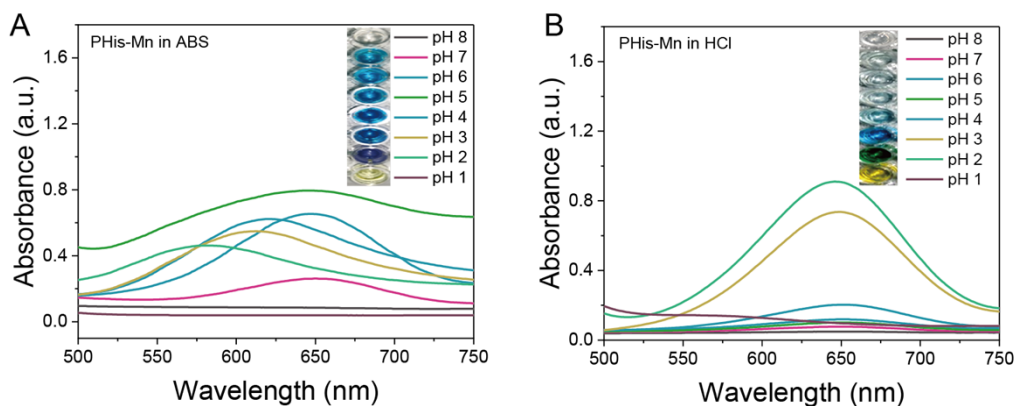 A
PHis-Mn in ABS
pH 8
pH 7
pH 6
pH 5
pH 4
pH 3
pH 2
pH 1
1.6
1.2
0.8
0.4
0.0
Absorbance (a.u.)
500 550 600 650 700 750
Wavelength (nm)
B
PHis-Mn in HCl
pH 8
pH 7
pH 6
pH 5
pH 4
pH 3
pH 2
pH 1
1.6
1.2
0.8
0.4
0.0
Absorbance (a.u.)
500 550 600 650 700 750
Wavelength (nm)